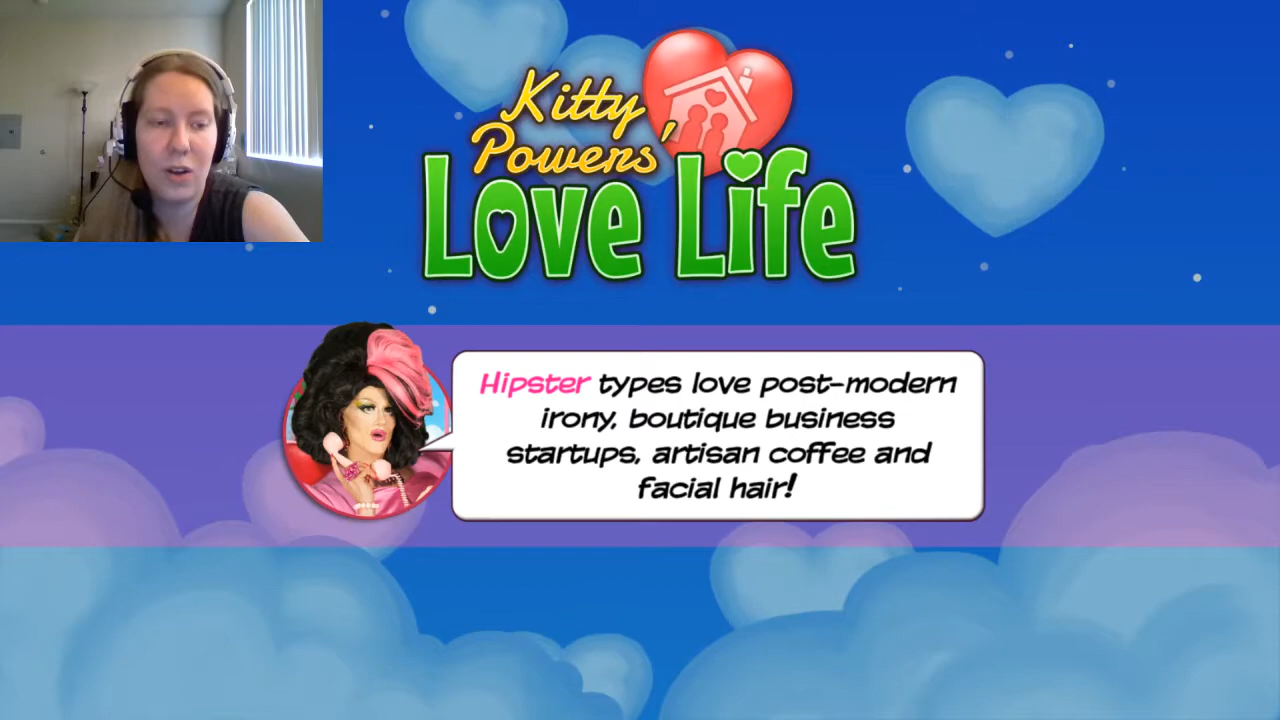 Kitty
Powers'
Love Life
Hipster types love post-modern
irony, boutique business
startups, artisan coffee and
facial hair!